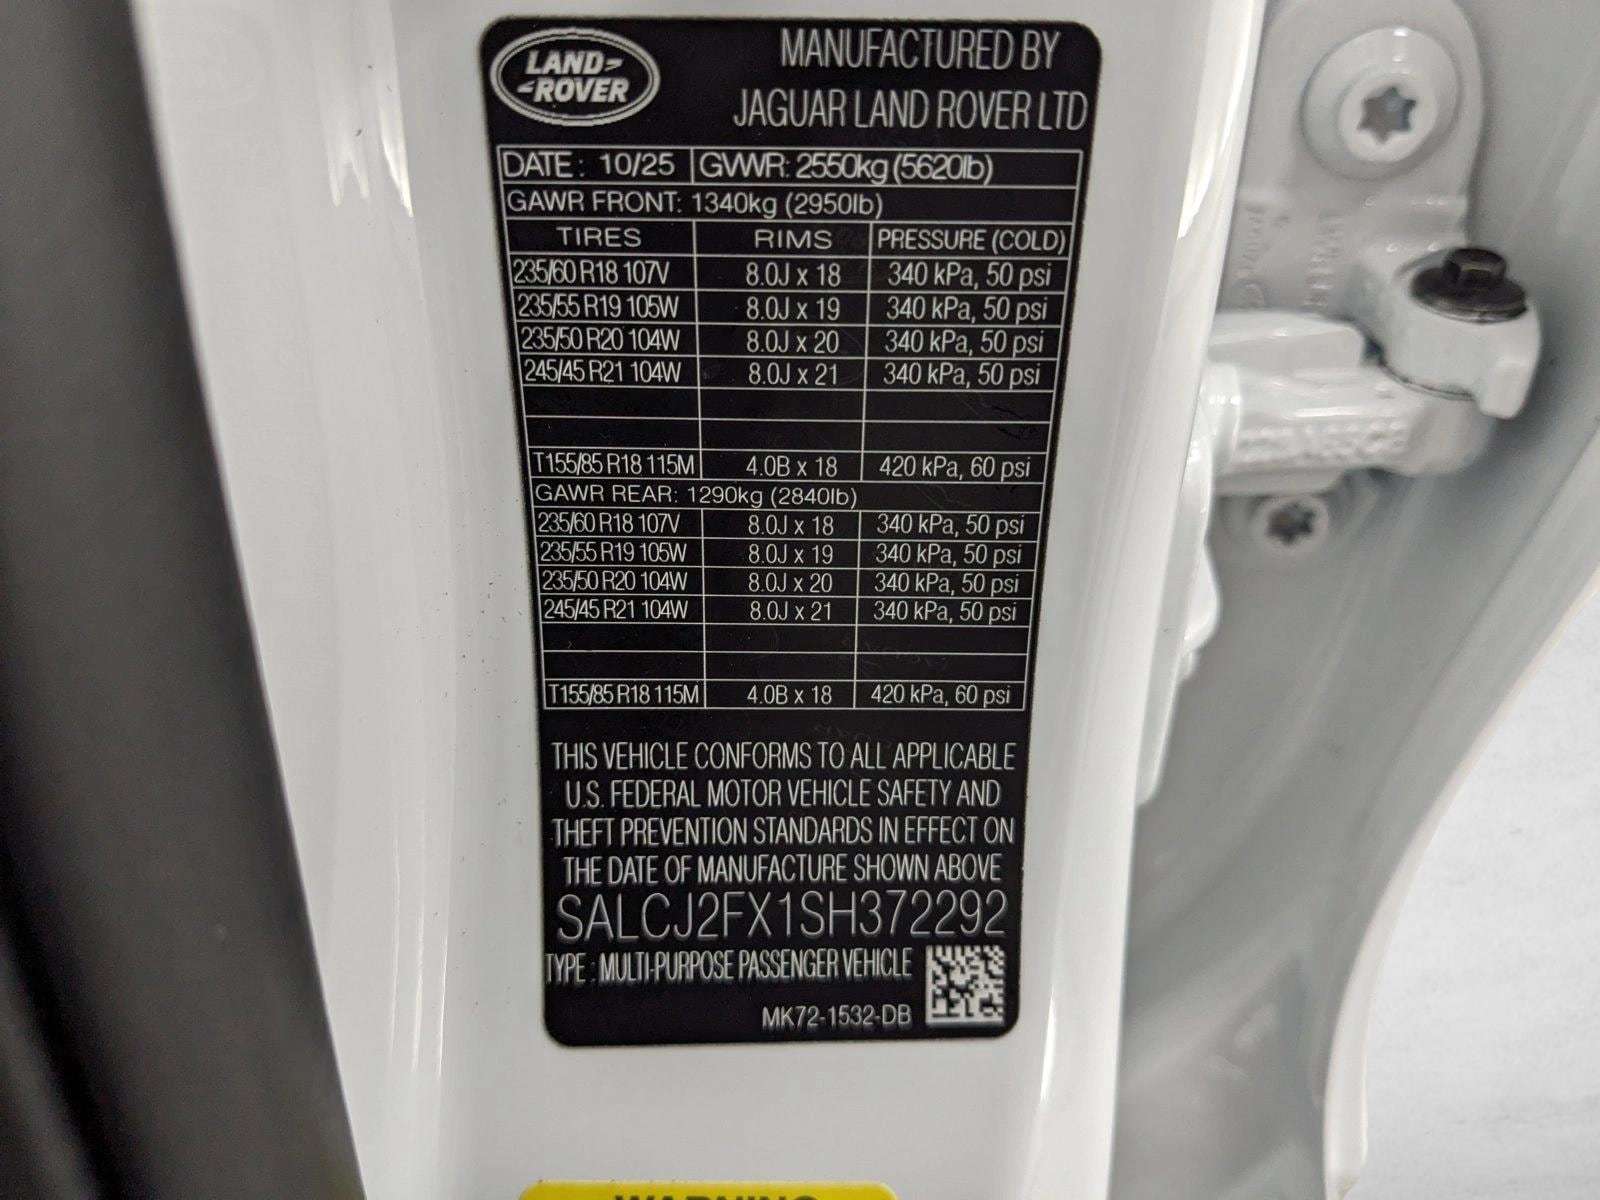 LAND-
-ROVER
MANUFACTURED BY
JAGUAR LAND ROVER LTD
DATE: 10/25 GVWR: 2550kg (5620lb)
GAWR FRONT: 1340kg (2950lb)
TIRES RIMS PRESSURE (COLD)
235/60 R18 107V 8.0J x 18 340 kPa, 50 psi
235/55 R19 105W 8.0J x 19 340 kPa, 50 psi
235/50 R20 104W 8.0J x 20 340 kPa, 50 psi
245/45 R21 104W 8.0J x 21 340 kPa, 50 psi
T155/85 R18 115M 4.0B x 18 420 kPa, 60 psi
GAWR REAR: 1290kg (2840lb)
235/60 R18 107V 8.0J x 18 340 kPa, 50 psi
235/55 R19 105W 8.0J x 19 340 kPa, 50 psi
235/50 R20 104W 8.0J x 20 340 kPa, 50 psi
245/45 R21 104W 8.0J x 21 340 kPa, 50 psi
T155/85 R18 115M 4.0B x 18 420 kPa, 60 psi
THIS VEHICLE CONFORMS TO ALL APPLICABLE
U.S. FEDERAL MOTOR VEHICLE SAFETY AND
THEFT PREVENTION STANDARDS IN EFFECT ON
THE DATE OF MANUFACTURE SHOWN ABOVE
SALCJ2FX1SH372292
TYPE : MULTI-PURPOSE PASSENGER VEHICLE
MK72-1532-DB
WARNING